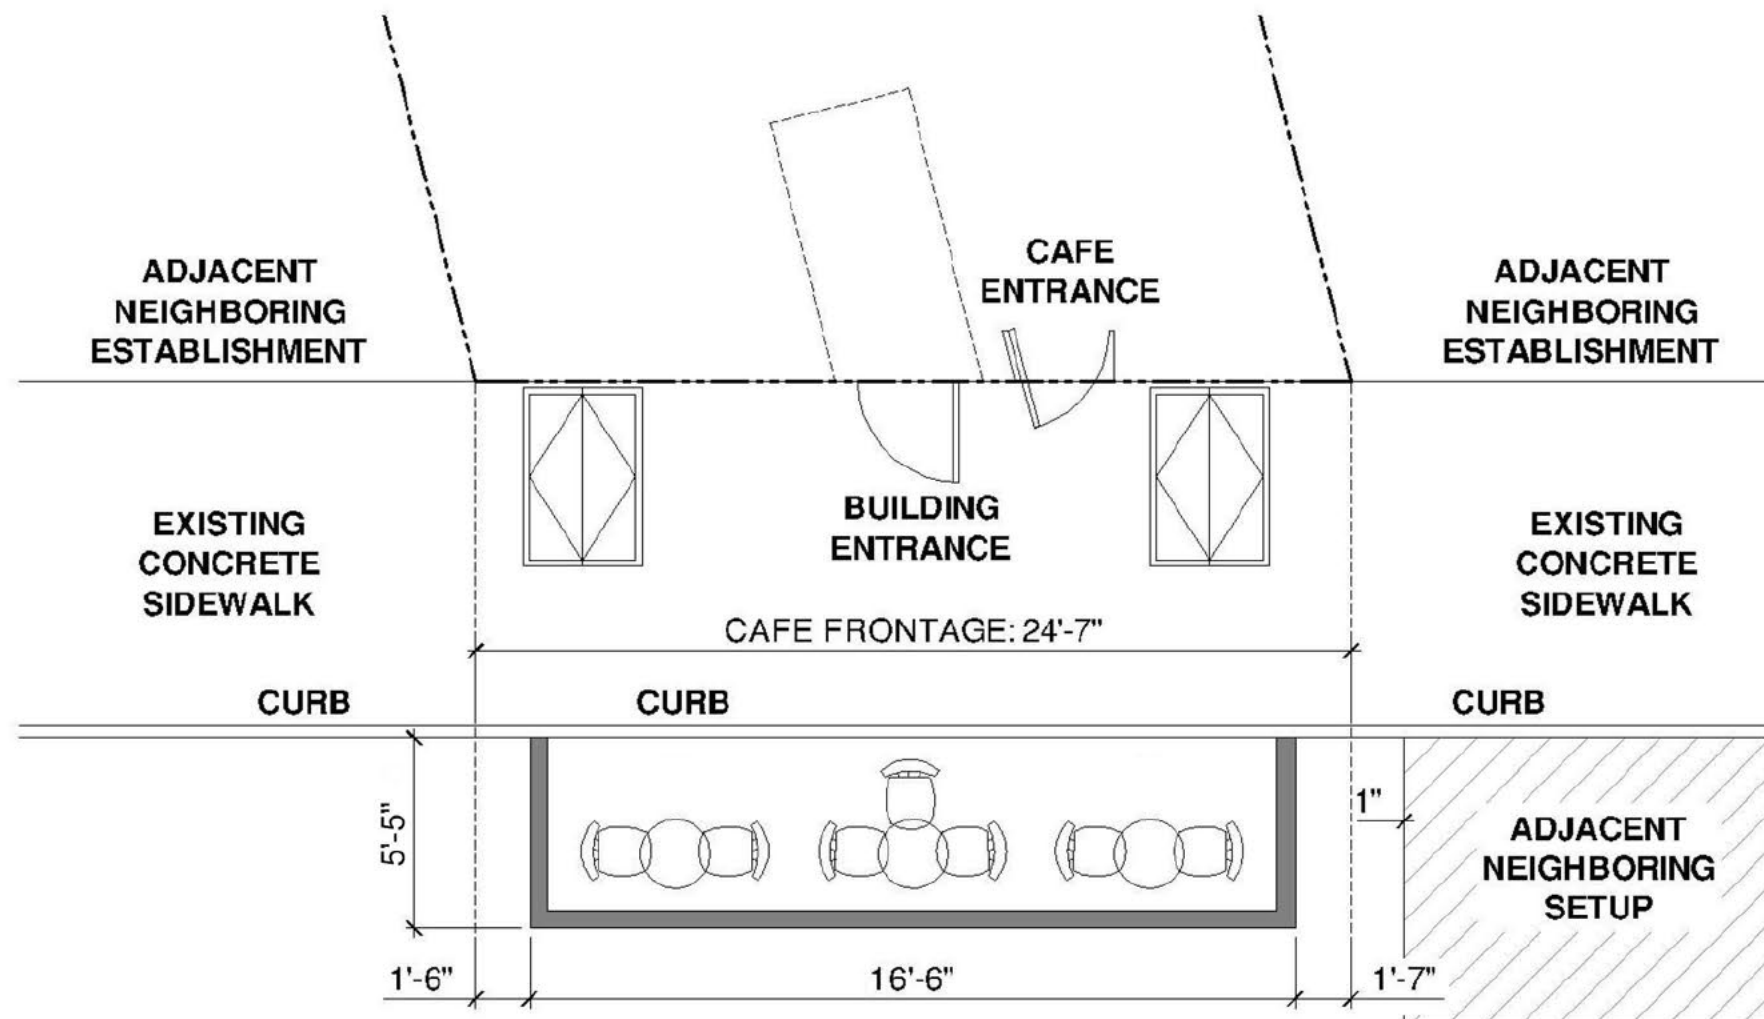 CAFE
ENTRANCE
ADJACENT
NEIGHBORING
ESTABLISHMENT
ADJACENT
NEIGHBORING
ESTABLISHMENT
BUILDING
ENTRANCE
EXISTING
CONCRETE
SIDEWALK
EXISTING
CONCRETE
SIDEWALK
CAFE FRONTAGE: 24'-7"
CURB
CURB
CURB
5'-5"
1"
ADJACENT
NEIGHBORING
SETUP
1'-6"
16'-6"
1'-7"